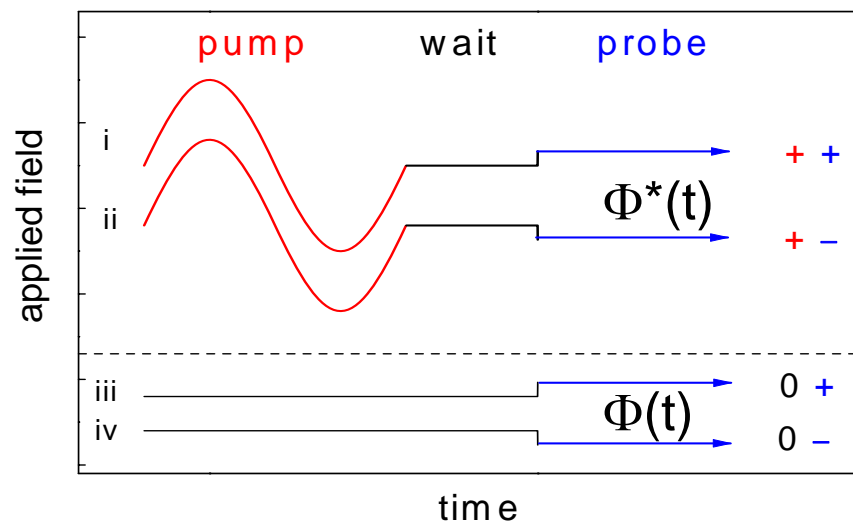 pump wait probe
i + +
Φ*(t)
ii + −
applied field
iii 0 +
Φ(t)
iv 0 −
time